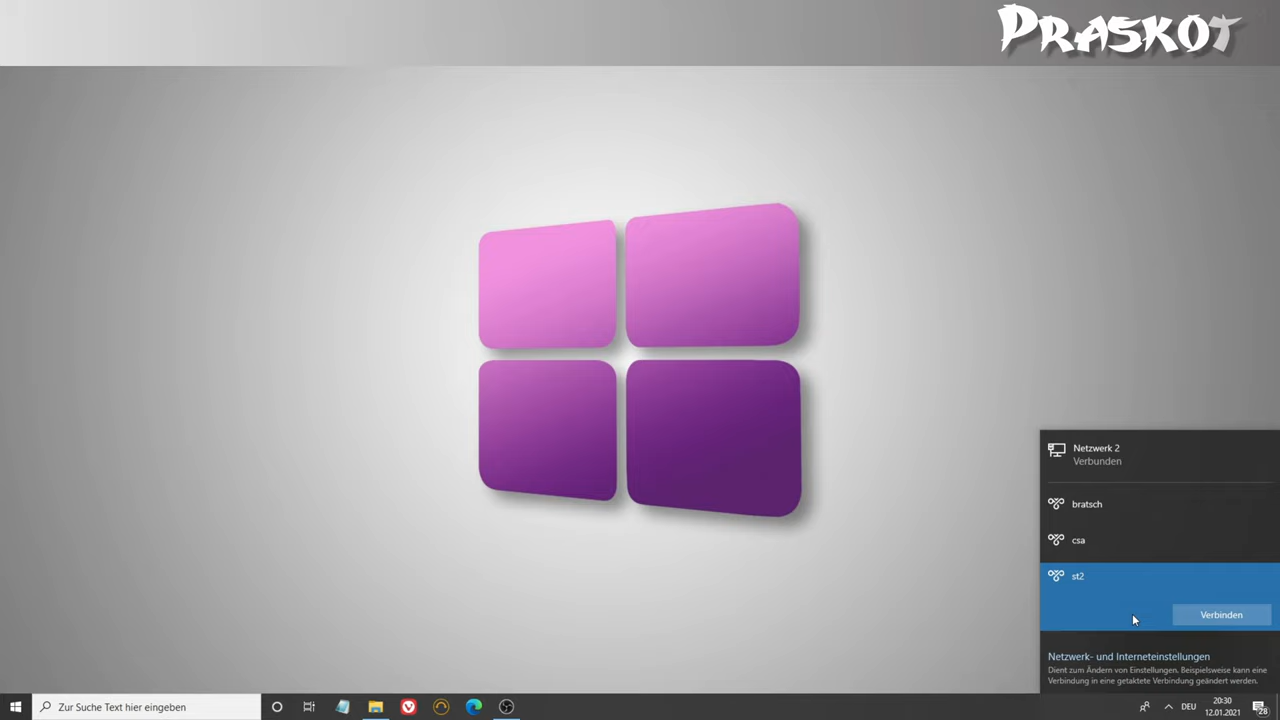 PRASKOT
Netzwerk 2
Verbunden
bratsch
csa
st2
Verbinden
Netzwerk- und Interneteinstellungen
Dient zum Ändern von Einstellungen. Beispielsweise kann eine
Verbindung in eine getaktete Verbindung geändert werden.
Zur Suche Text hier eingeben
DEU
20:30
12.01.2021
28